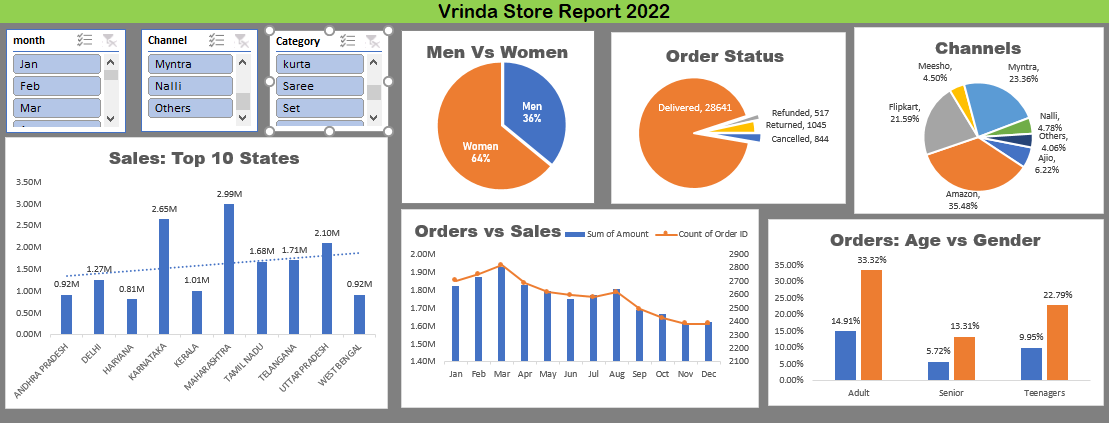 Vrinda Store Report 2022
month
Jan
Feb
Mar
Channel
Myntra
Nalli
Others
Category
kurta
Saree
Set
Men Vs Women
Men
36%
Women
64%
Order Status
Delivered, 28641
Refunded, 517
Returned, 1045
Cancelled, 844
Channels
Meesho,
4.50%
Myntra,
23.36%
Flipkart,
21.59%
Nalli,
4.78%
Others,
4.06%
Ajio,
6.22%
Amazon,
35.48%
Sales: Top 10 States
3.50M
3.00M
2.50M
2.00M
1.50M
1.00M
0.50M
0.00M
0.92M
1.27M
0.81M
2.65M
1.01M
2.99M
1.68M
1.71M
2.10M
0.92M
ANDHRA PRADESH
DELHI
HARYANA
KARNATAKA
KERALA
MAHARASHTRA
TAMIL NADU
TELANGANA
UTTAR PRADESH
WEST BENGAL
Orders vs Sales
Sum of Amount
Count of Order ID
2.00M
1.90M
1.80M
1.70M
1.60M
1.50M
1.40M
2900
2800
2700
2600
2500
2400
2300
2200
2100
Jan Feb Mar Apr May Jun Jul Aug Sep Oct Nov Dec
Orders: Age vs Gender
35.00%
30.00%
25.00%
20.00%
15.00%
10.00%
5.00%
0.00%
14.91%
33.32%
5.72%
13.31%
9.95%
22.79%
Adult Senior Teenagers